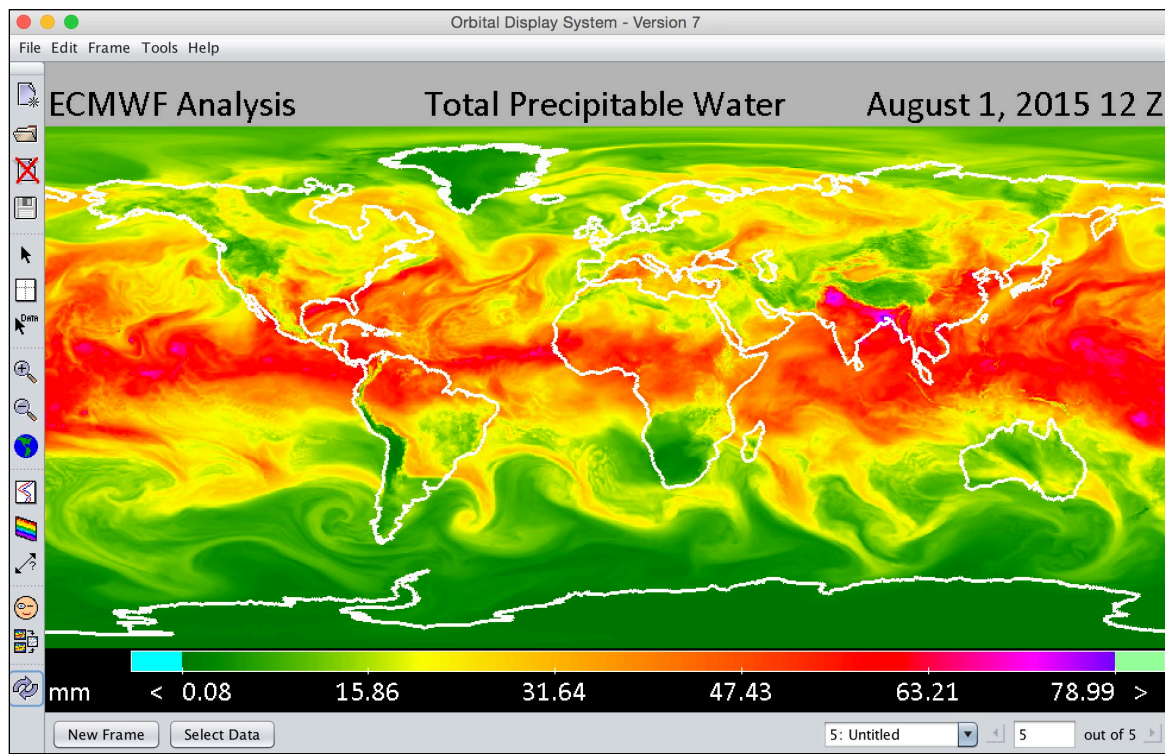 Orbital Display System - Version 7
File Edit Frame Tools Help
ECMWF Analysis Total Precipitable Water August 1, 2015 12 Z
DATA
mm < 0.08 15.86 31.64 47.43 63.21 78.99 >
New Frame Select Data 5: Untitled 5 out of 5